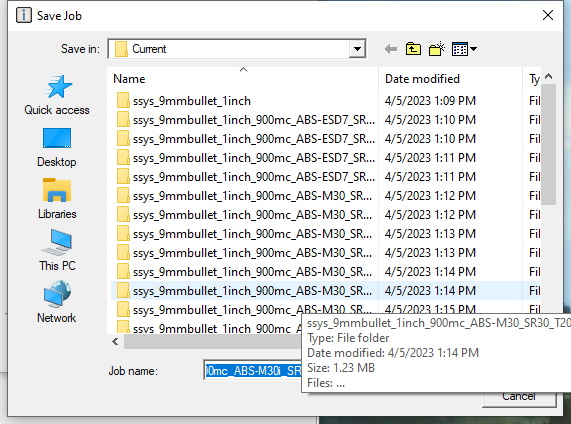 Save Job
Save in: Current
Name Date modified Ty
ssys_9mmbullet_1inch 4/5/2023 1:09 PM Fil
ssys_9mmbullet_1inch_900mc_ABS-ESD7_SR... 4/5/2023 1:10 PM Fil
ssys_9mmbullet_1inch_900mc_ABS-ESD7_SR... 4/5/2023 1:10 PM Fil
ssys_9mmbullet_1inch_900mc_ABS-ESD7_SR... 4/5/2023 1:11 PM Fil
ssys_9mmbullet_1inch_900mc_ABS-ESD7_SR... 4/5/2023 1:11 PM Fil
ssys_9mmbullet_1inch_900mc_ABS-M30_SR... 4/5/2023 1:12 PM Fil
ssys_9mmbullet_1inch_900mc_ABS-M30_SR... 4/5/2023 1:12 PM Fil
ssys_9mmbullet_1inch_900mc_ABS-M30_SR... 4/5/2023 1:13 PM Fil
ssys_9mmbullet_1inch_900mc_ABS-M30_SR... 4/5/2023 1:13 PM Fil
ssys_9mmbullet_1inch_900mc_ABS-M30_SR... 4/5/2023 1:14 PM Fil
ssys_9mmbullet_1inch_900mc_ABS-M30_SR... 4/5/2023 1:14 PM Fil
ssys_9mmbullet_1inch_900mc_ABS-M30_SR... 4/5/2023 1:15 PM Fil
ssys_9mmbullet_1inch_900mc_ABS-M30_SR...
Quick access
Desktop
Libraries
This PC
Network
ssys_9mmbullet_1inch_900mc_ABS-M30_SR30_T20
Type: File folder
Date modified: 4/5/2023 1:14 PM
Size: 1.23 MB
Files: ...
Job name: 00mc_ABS-M30i_SR
Cancel